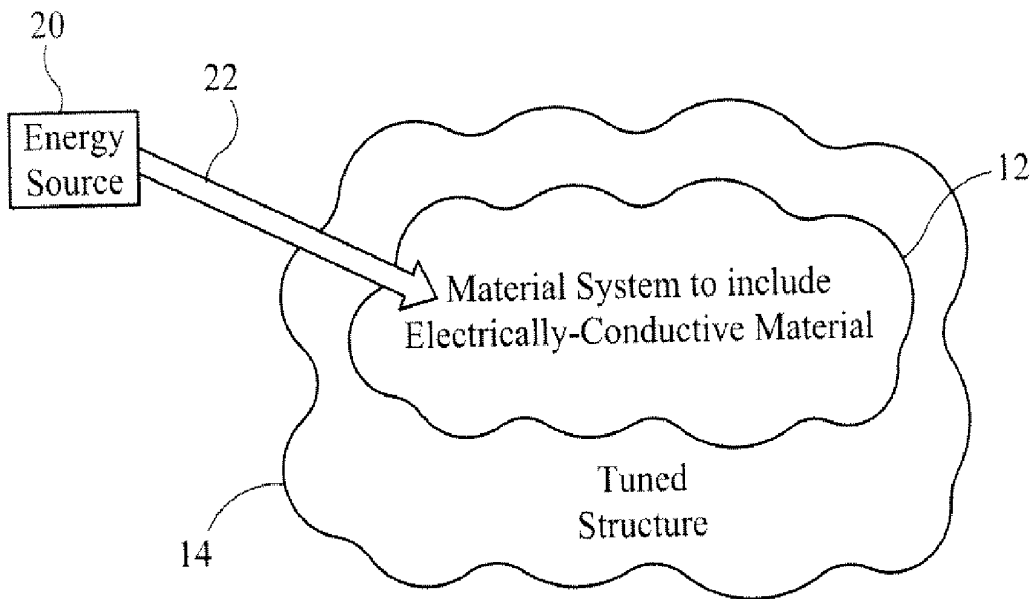 20
22
Energy
Source
12
Material System to include
Electrically-Conductive Material
Tuned
Structure
14